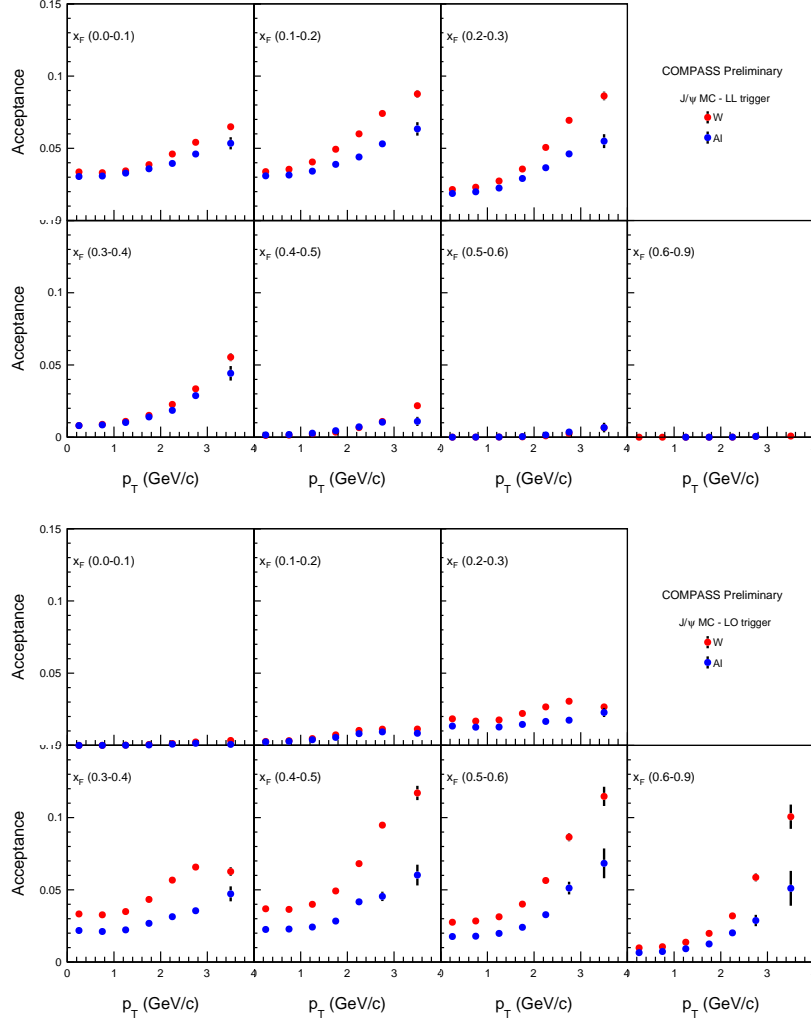 x_F (0.0-0.1)
x_F (0.1-0.2)
x_F (0.2-0.3)
COMPASS Preliminary
J/ψ MC - LL trigger
W
Al
Acceptance
0.15
0.1
0.05
0.15
x_F (0.3-0.4)
x_F (0.4-0.5)
x_F (0.5-0.6)
x_F (0.6-0.9)
Acceptance
0.1
0.05
0
0 1 2 3 4 1 2 3 4 1 2 3 4 1 2 3 4
p_T (GeV/c)
p_T (GeV/c)
p_T (GeV/c)
p_T (GeV/c)
x_F (0.0-0.1)
x_F (0.1-0.2)
x_F (0.2-0.3)
COMPASS Preliminary
J/ψ MC - LO trigger
W
Al
Acceptance
0.15
0.1
0.05
x_F (0.3-0.4)
x_F (0.4-0.5)
x_F (0.5-0.6)
x_F (0.6-0.9)
Acceptance
0.1
0.05
0
0 1 2 3 1 2 3 1 2 3 1 2 3
p_T (GeV/c)
p_T (GeV/c)
p_T (GeV/c)
p_T (GeV/c)